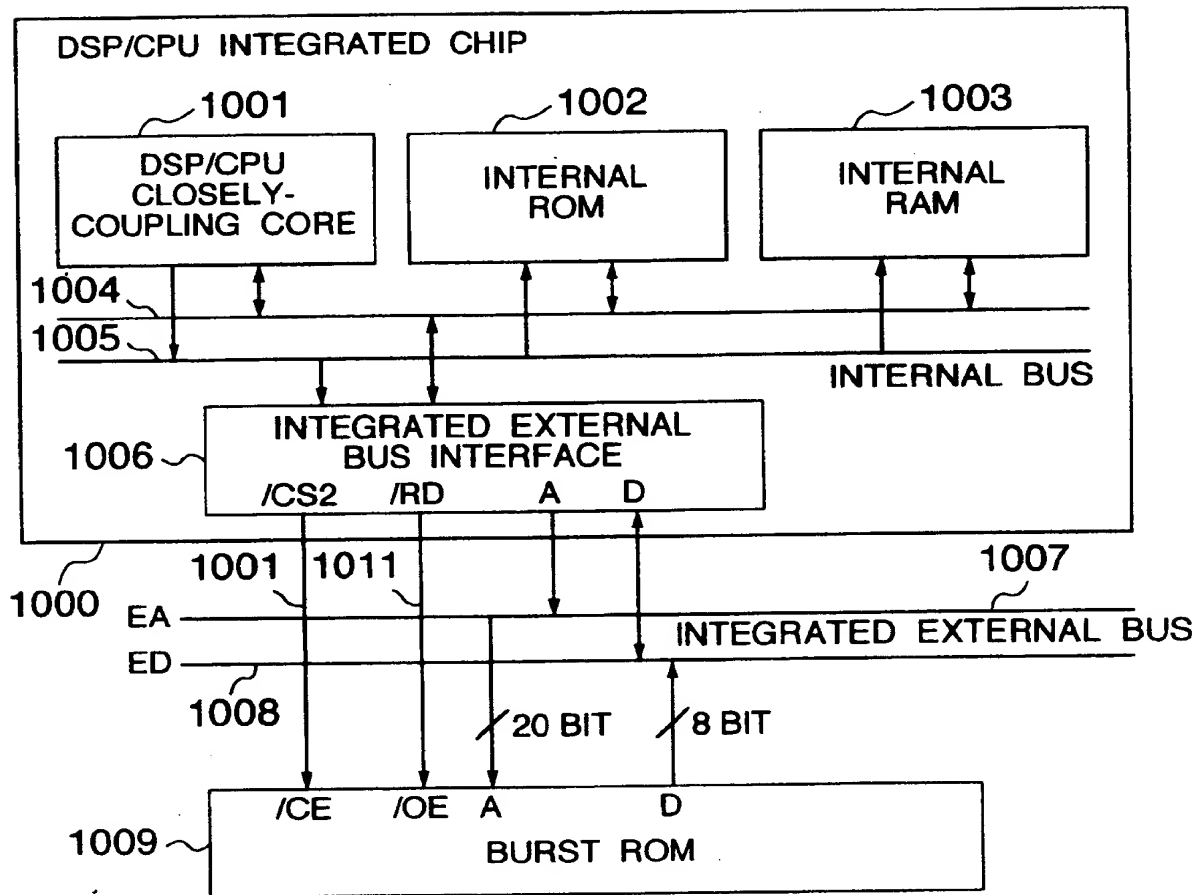 DSP/CPU INTEGRATED CHIP
1001
1002
1003
DSP/CPU
CLOSELY-
COUPLING CORE
INTERNAL
ROM
INTERNAL
RAM
1004
1005
INTERNAL BUS
1006
INTEGRATED EXTERNAL
BUS INTERFACE
/CS2 /RD A D
1000
1001 1011
1007
EA
INTEGRATED EXTERNAL BUS
ED
1008
20 BIT
8 BIT
/CE /OE A D
1009
BURST ROM